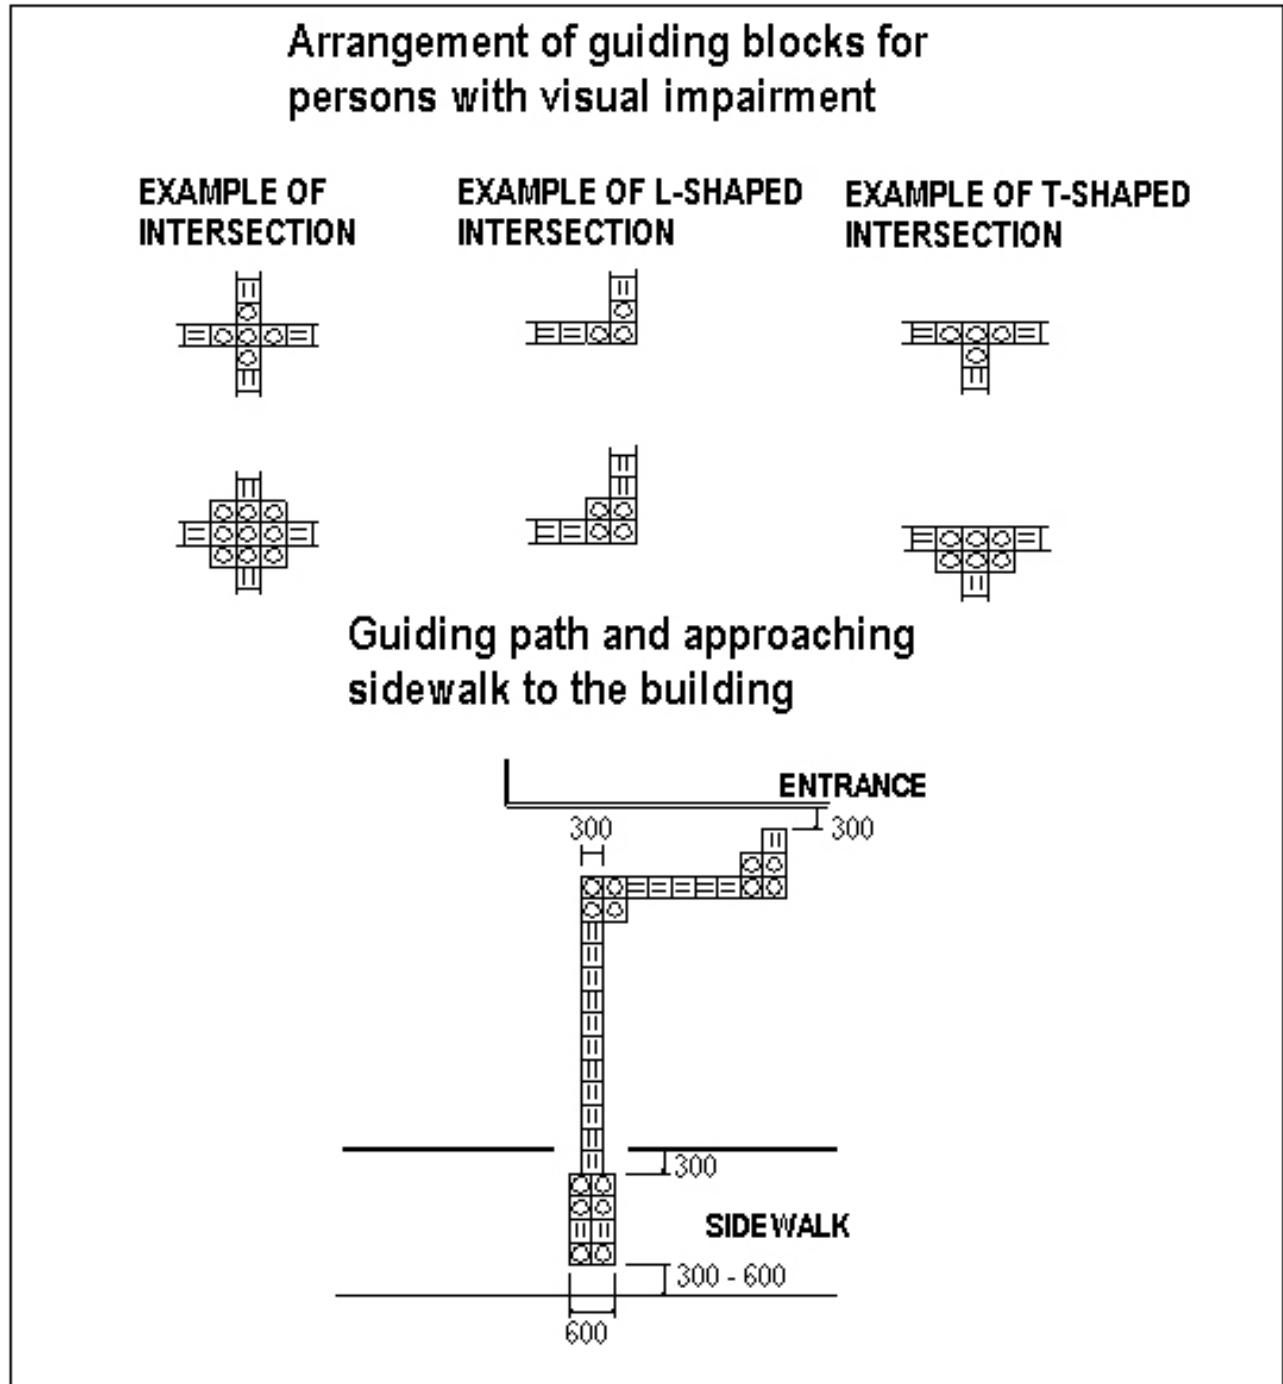 Arrangement of guiding blocks for
persons with visual impairment
EXAMPLE OF
INTERSECTION
EXAMPLE OF L-SHAPED
INTERSECTION
EXAMPLE OF T-SHAPED
INTERSECTION
Guiding path and approaching
sidewalk to the building
ENTRANCE
300
300
300
SIDEWALK
300 - 600
600